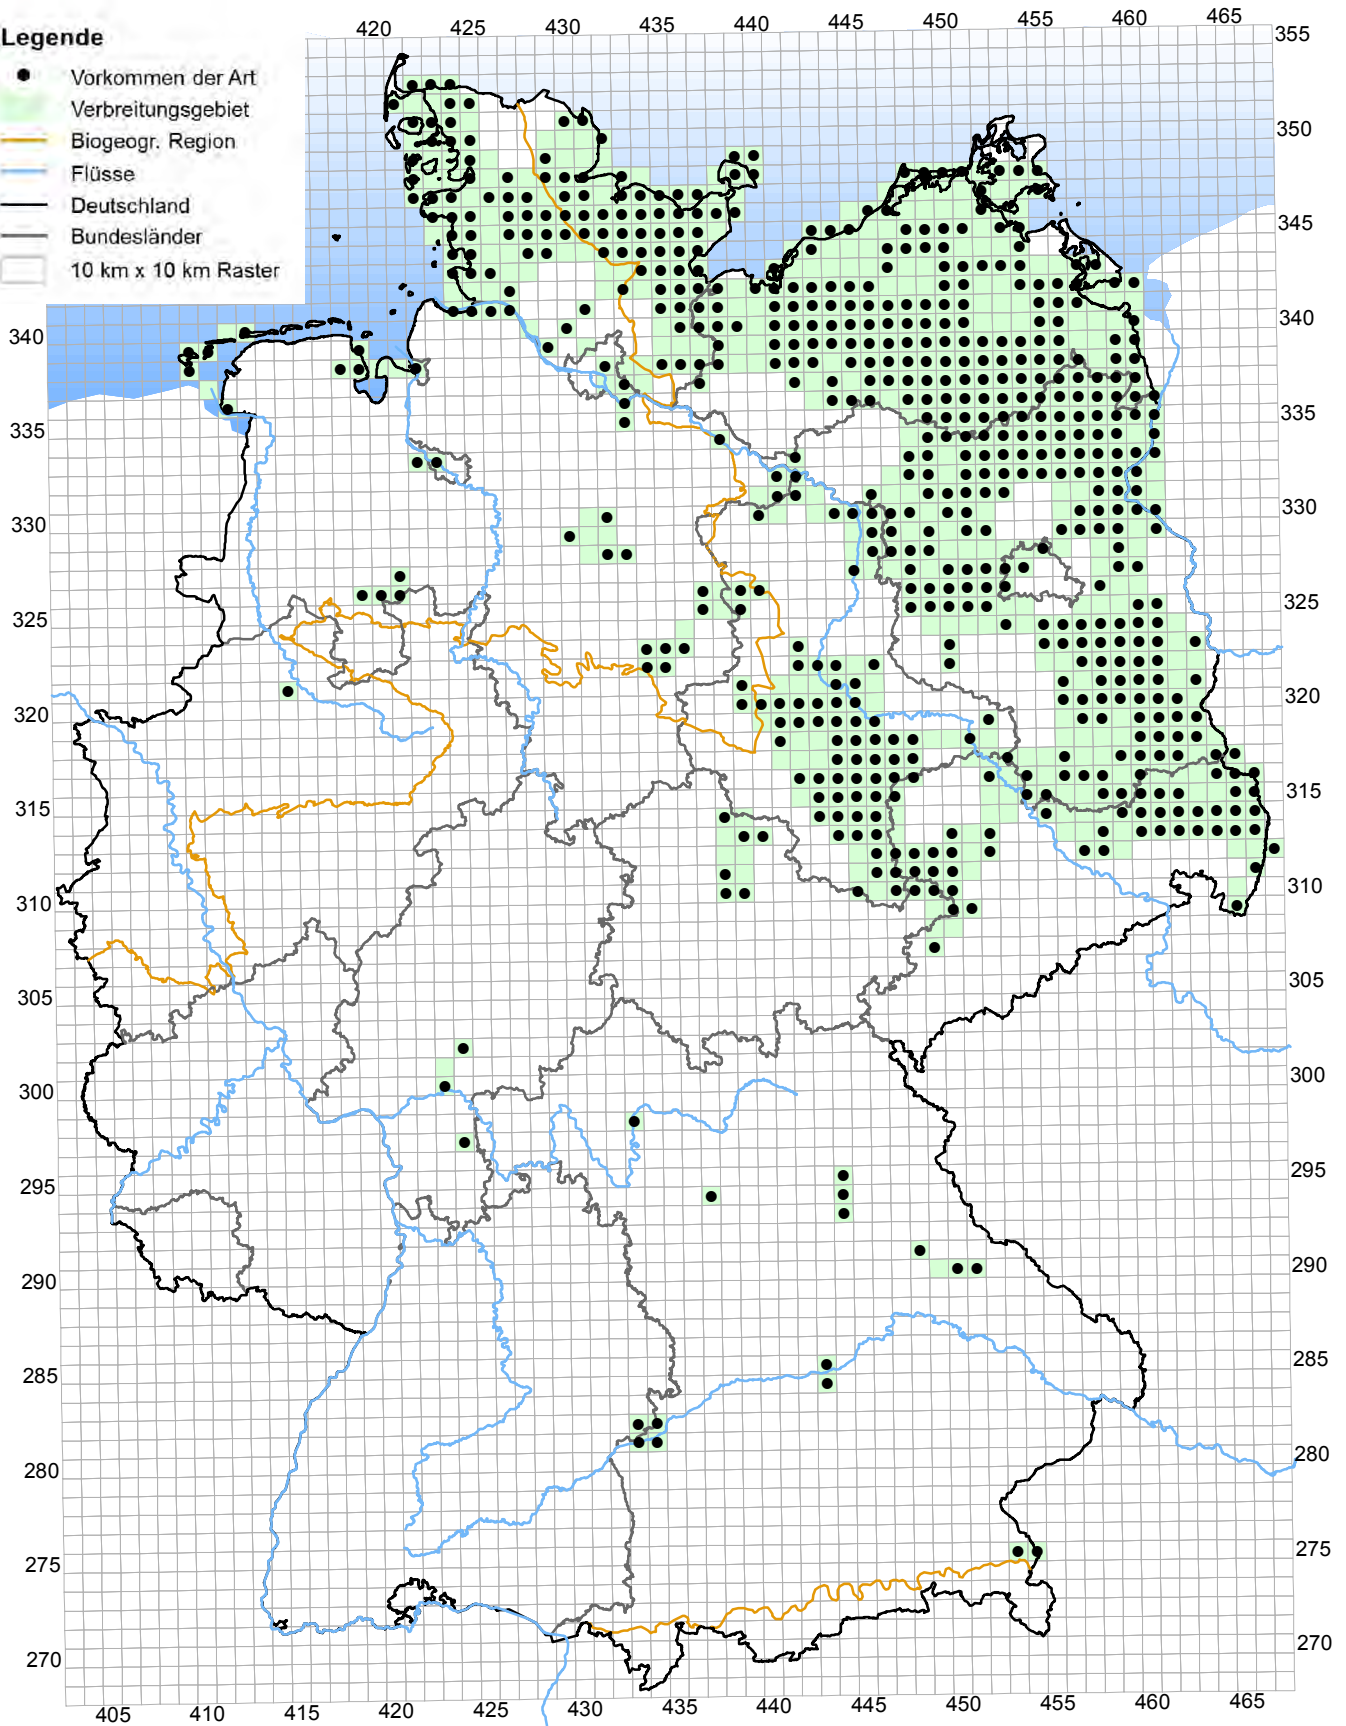 420 425 430 435 440 445 450 455 460 465
Legende
Vorkommen der Art
Verbreitungsgebiet
Biogeogr. Region
Flüsse
Deutschland
Bundesländer
10 km x 10 km Raster
355
350
345
340 340
335 335
330 330
325 325
320 320
315 315
310 310
305 305
300 300
295 295
290 290
285 285
280 280
275 275
270 270
405 410 415 420 425 430 435 440 445 450 455 460 465